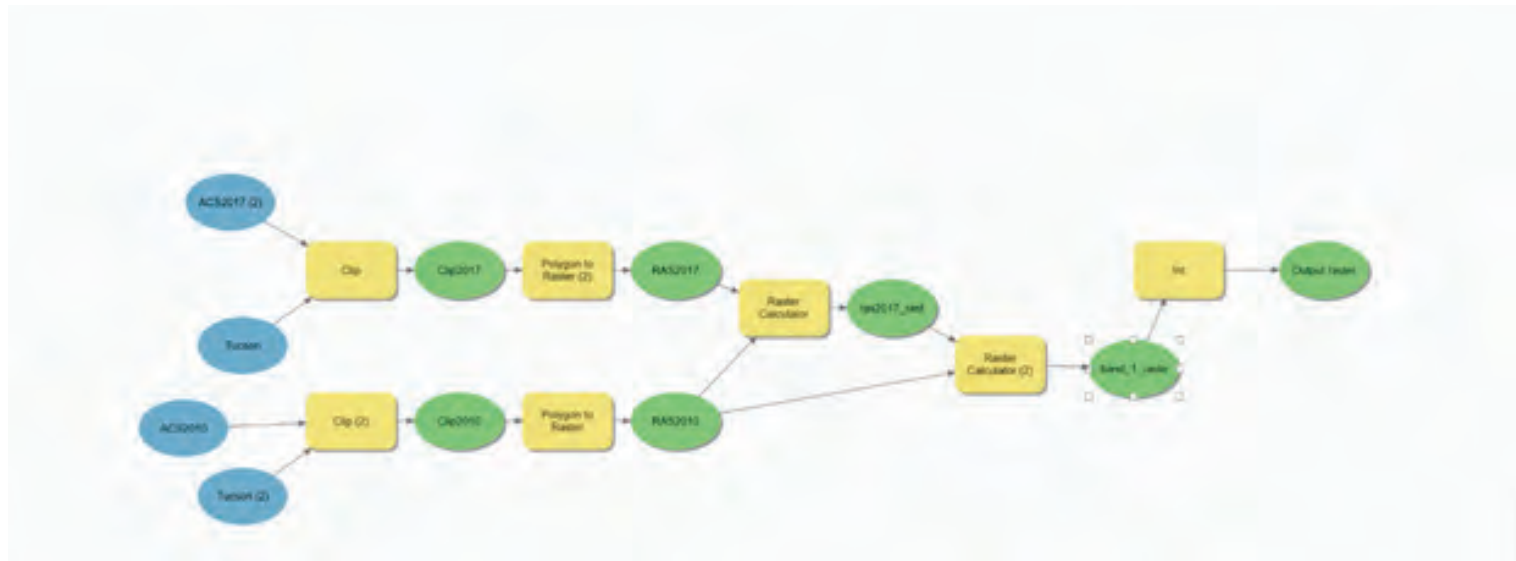 ACS2017 (2)
Clip
Clip2017
Polygon to
Raster (2)
RAS2017
Raster
Calculator
Tucson
Raster
Calculator (2)
Int
Output raster
ACS2010
Clip (2)
Clip2010
Polygon to
Raster
RAS2010
Tucson (2)